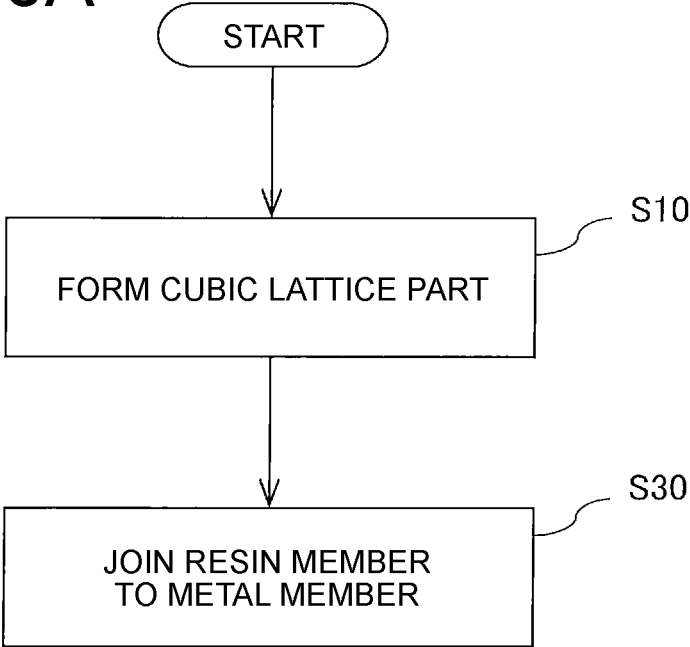 START
S10
FORM CUBIC LATTICE PART
S30
JOIN RESIN MEMBER
TO METAL MEMBER